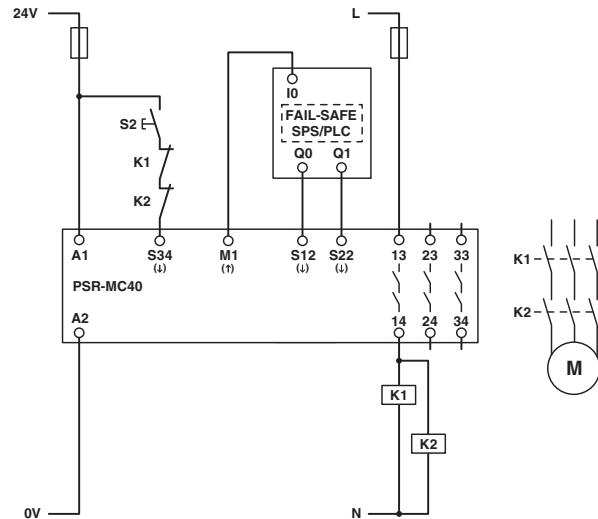 24V
L
I0
FAIL-SAFE
SPS/PLC
S2
K1
Q0 Q1
K2
A1 S34 M1 S12 S22 13 23 33
(↓) (↑) (↓) (↓)
K1
PSR-MC40
K2
A2 14 24 34
M
K1
K2
0V N